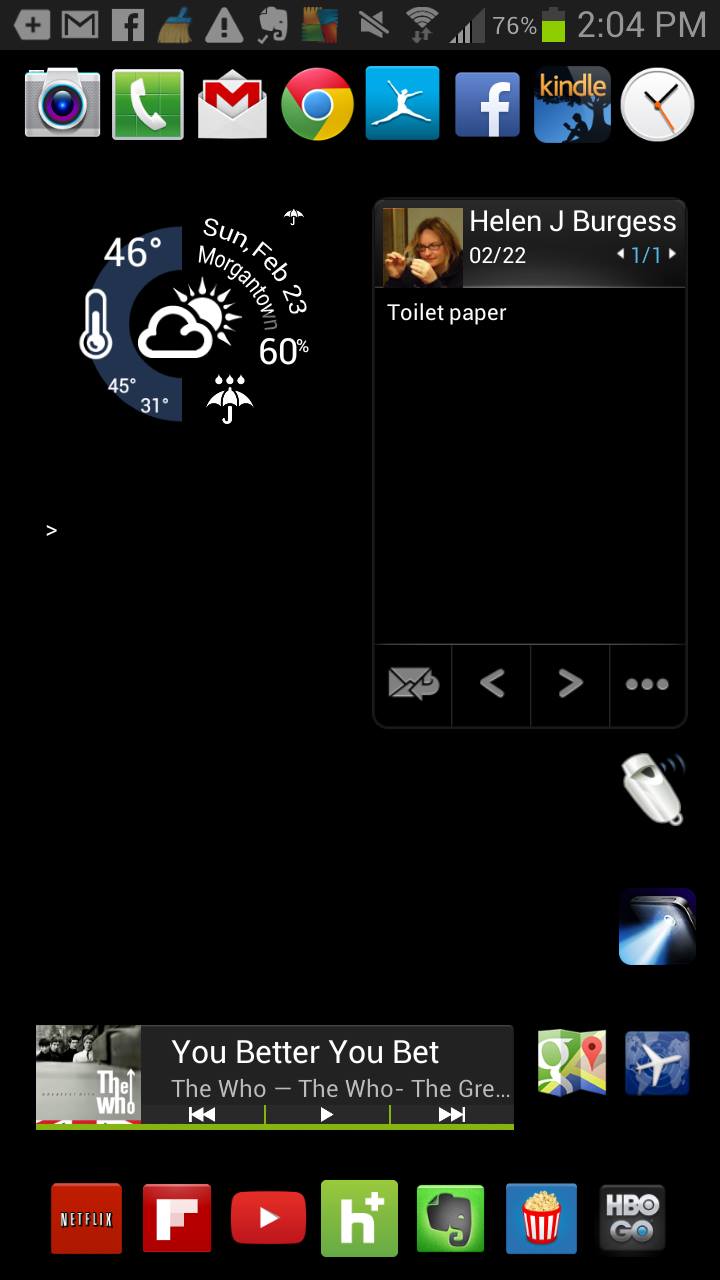 76% 2:04 PM
kindle
46°
Sun, Feb 23
Morgantown
60%
45°
31°
Helen J Burgess
02/22 1/1
Toilet paper
>
You Better You Bet
The Who — The Who- The Gre...
The Who
NETFLIX
h+
HBO
GO